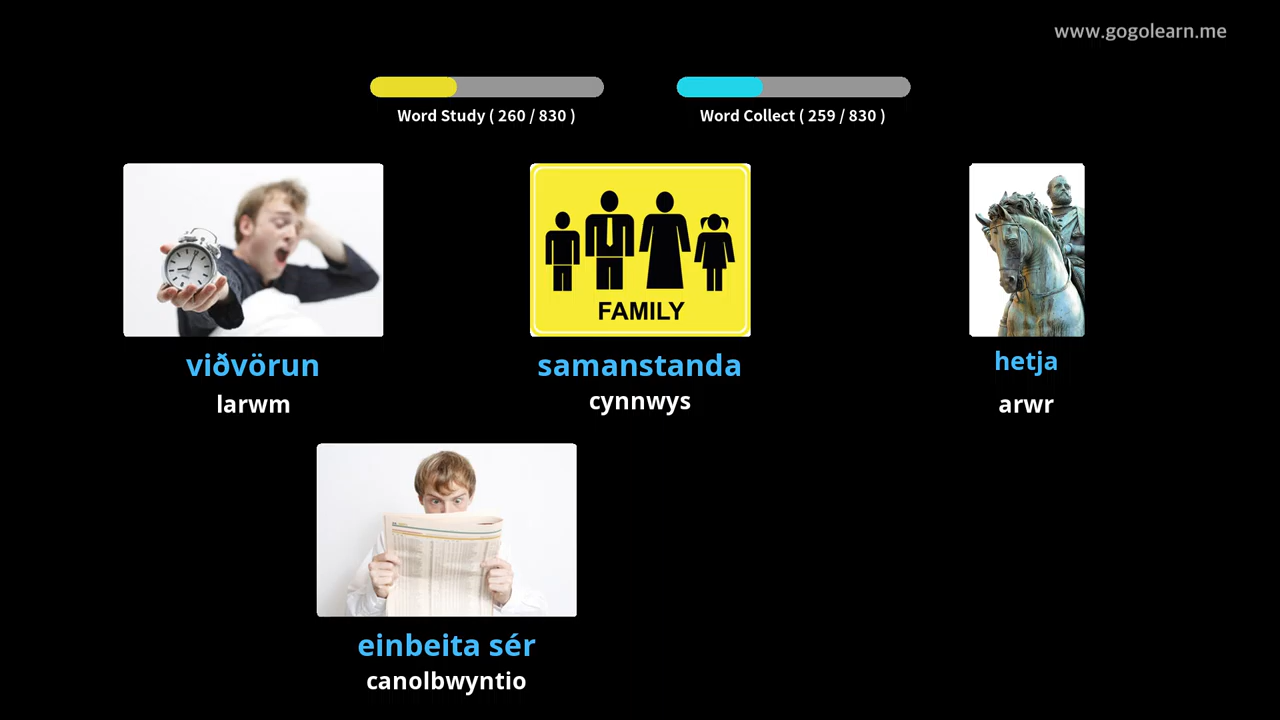 www.gogolearn.me
Word Study ( 260 / 830 )
Word Collect ( 259 / 830 )
FAMILY
viðvörun
larwm
samanstanda
cynnwys
hetja
arwr
einbeita sér
canolbwyntio